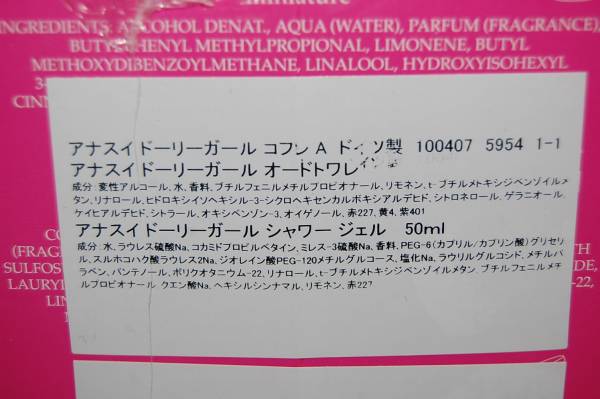 Miniature
INGREDIENTS: ALCOHOL DENAT., AQUA (WATER), PARFUM (FRAGRANCE),
BUTYLPHENYL METHYLPROPIONAL, LIMONENE, BUTYL
METHOXYDIBENZOYLMETHANE, LINALOOL, HYDROXYISOHEXYL
3-
CINN
アナスイドーリーガール コフレ A ドイツ製 100407 5954 1-1
アナスイドーリーガール オードトワレ
成分:変性アルコール、水、香料、ブチルフェニルメチルプロピオナール、リモネン、t-ブチルメトキシジベンゾイルメ
タン、リナロール、ヒドロキシイソヘキシル-3-シクロヘキセンカルボキシアルデヒド、シトロネロール、ゲラニオール、
ケイヒアルデヒド、シトラール、オキシベンゾン-3、オイゲノール、赤227、黄4、紫401
アナスイドーリーガール シャワー ジェル 50ml
成分:水、ラウレス硫酸Na、コカミドプロピルベタイン、ミレス-3硫酸Na、香料、PEG-6(カプリル/カプリン酸)グリセリ
ル、スルホコハク酸ラウレス2Na、ジオレイン酸PEG-120メチルグルコース、塩化Na、ラウリルグルコシド、メチルパ
ラベン、パンテノール、ポリクオタニウム-22、リナロール、t-ブチルメトキシジベンゾイルメタン、ブチルフェニルメチ
ルプロピオナール クエン酸Na、ヘキシルシンナマル、リモネン、赤227
CO
(FRAG
SULFOS
LAURYL
LIN
TH
DE,
-22,